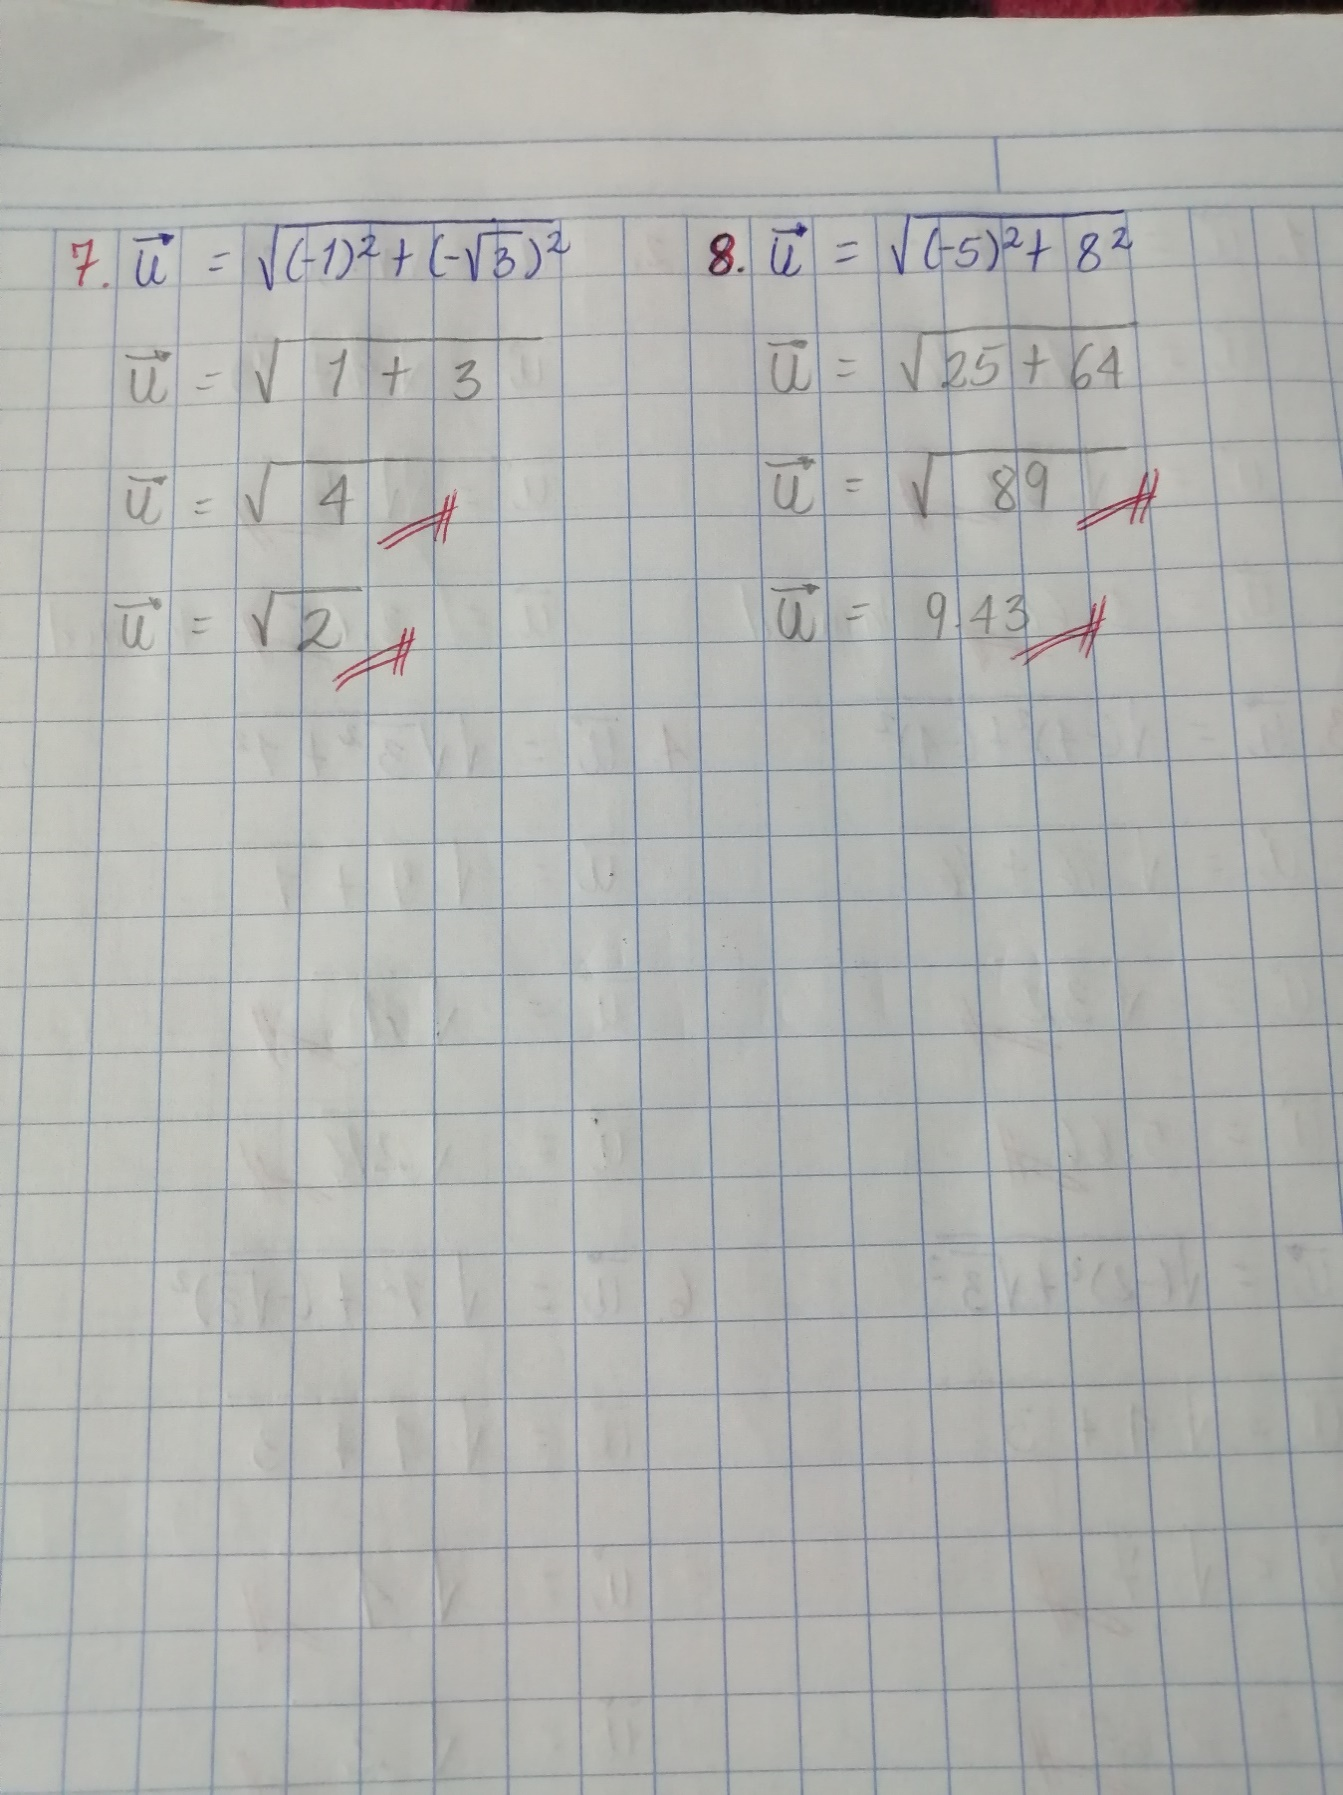 7. u⃗ = √(-1)² + (-√3)²
u⃗ = √1 + 3
u⃗ = √4
u⃗ = √2
8. u⃗ = √(-5)² + 8²
u⃗ = √25 + 64
u⃗ = √89
u⃗ = 9.43